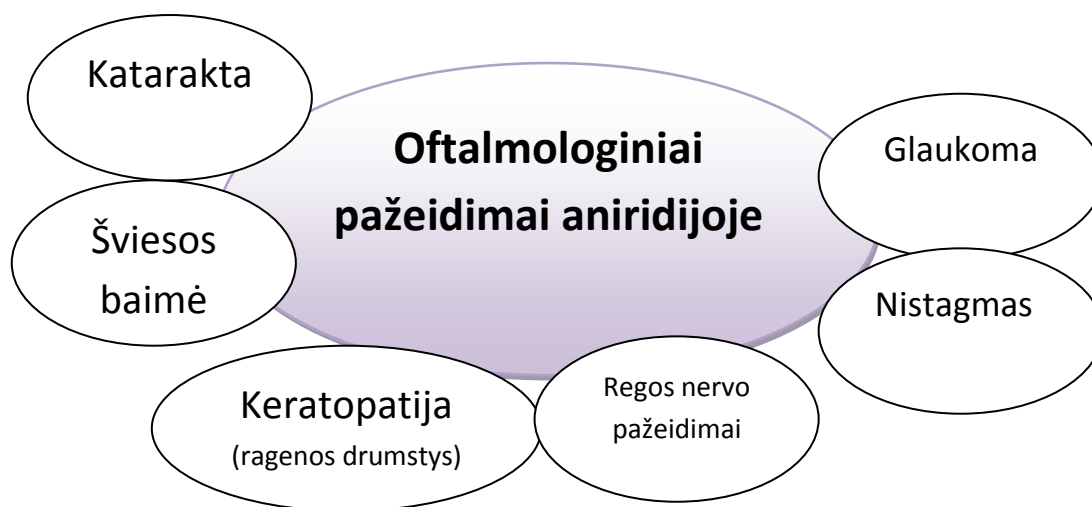 Katarakta
Oftalmologiniai
pažeidimai aniridijoje
Glaukoma
Šviesos
baimė
Nistagmas
Keratopatija
(ragenos drumstys)
Regos nervo
pažeidimai